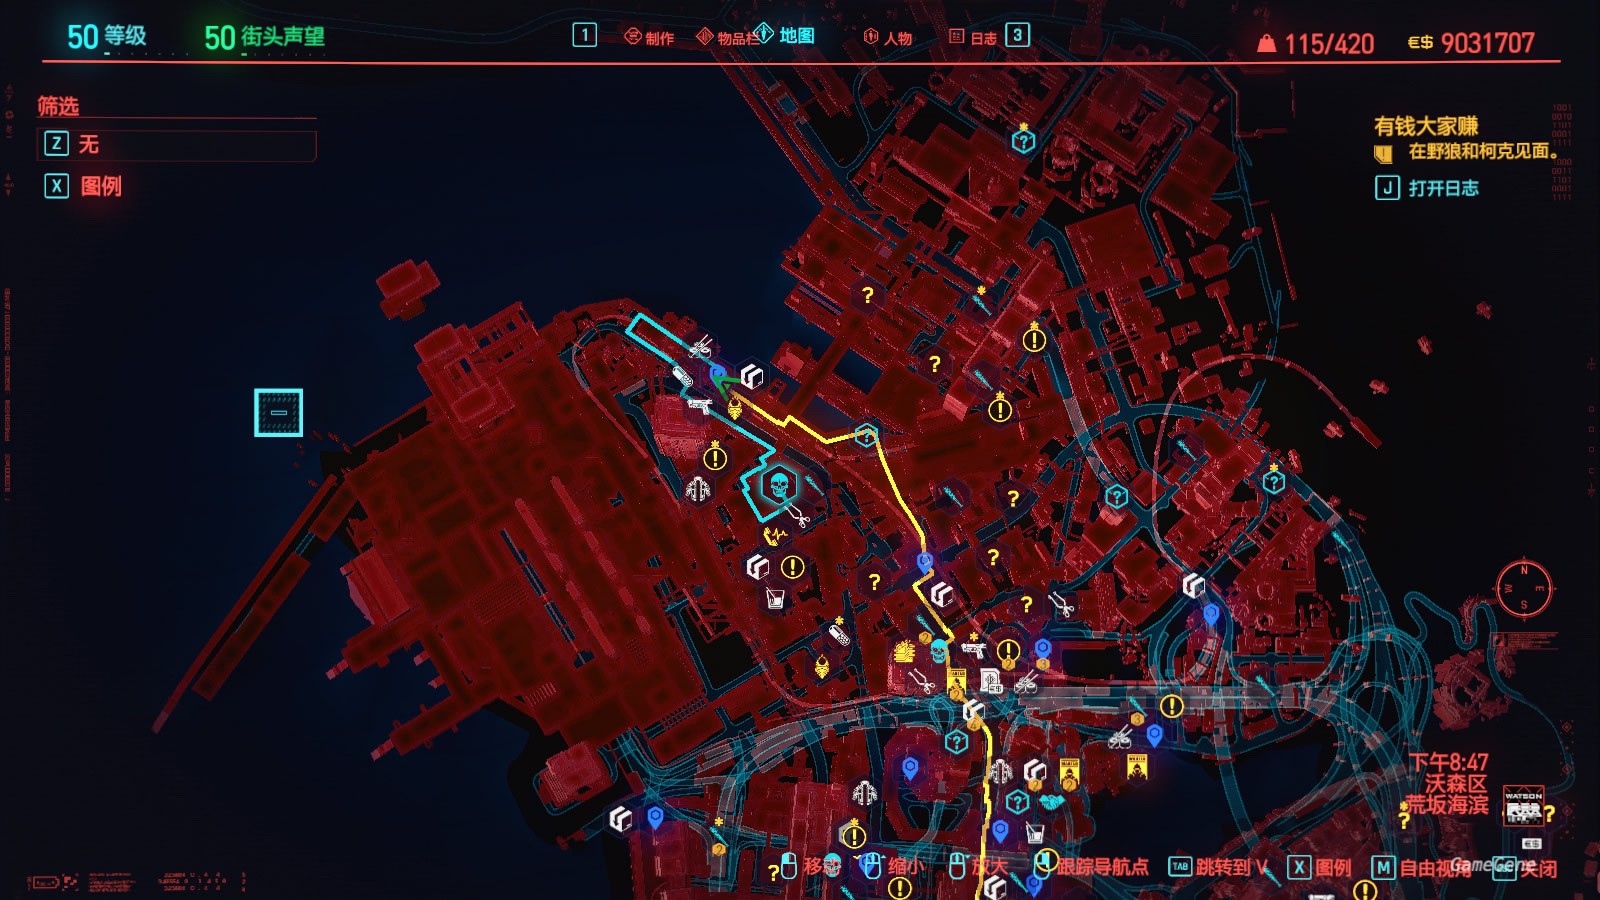 50 等级
50 街头声望
1
制作
物品栏
地图
人物
日志
3
115/420
€$ 9031707
筛选
Z 无
X 图例
有钱大家赚
在野狼和柯克见面。
J 打开日志
N
W E
S
下午8:47
沃森区
荒坂海滨
WATSON
移
缩小
放大
跟踪导航点
TAB 跳转到 V
X 图例
M 自由视角
关闭
GameGene